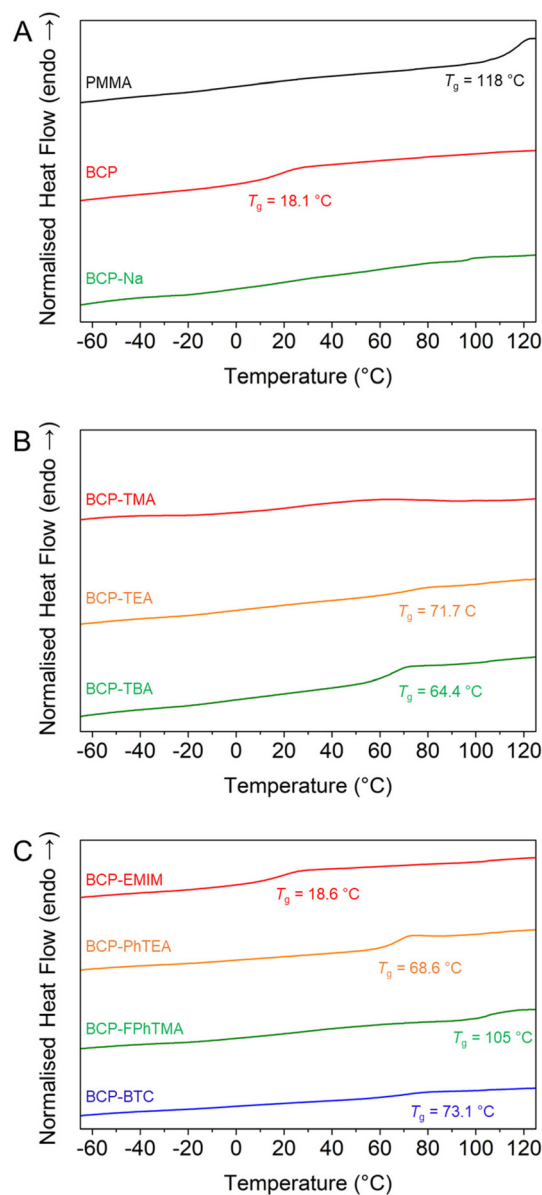 A
Normalised Heat Flow (endo →)
PMMA
Tg = 118 °C
BCP
Tg = 18.1 °C
BCP-Na
-60 -40 -20 0 20 40 60 80 100 120
Temperature (°C)
B
Normalised Heat Flow (endo →)
BCP-TMA
BCP-TEA
Tg = 71.7 C
BCP-TBA
Tg = 64.4 °C
-60 -40 -20 0 20 40 60 80 100 120
Temperature (°C)
C
Normalised Heat Flow (endo →)
BCP-EMIM
Tg = 18.6 °C
BCP-PhTEA
Tg = 68.6 °C
BCP-FPhTMA
Tg = 105 °C
BCP-BTC
Tg = 73.1 °C
-60 -40 -20 0 20 40 60 80 100 120
Temperature (°C)